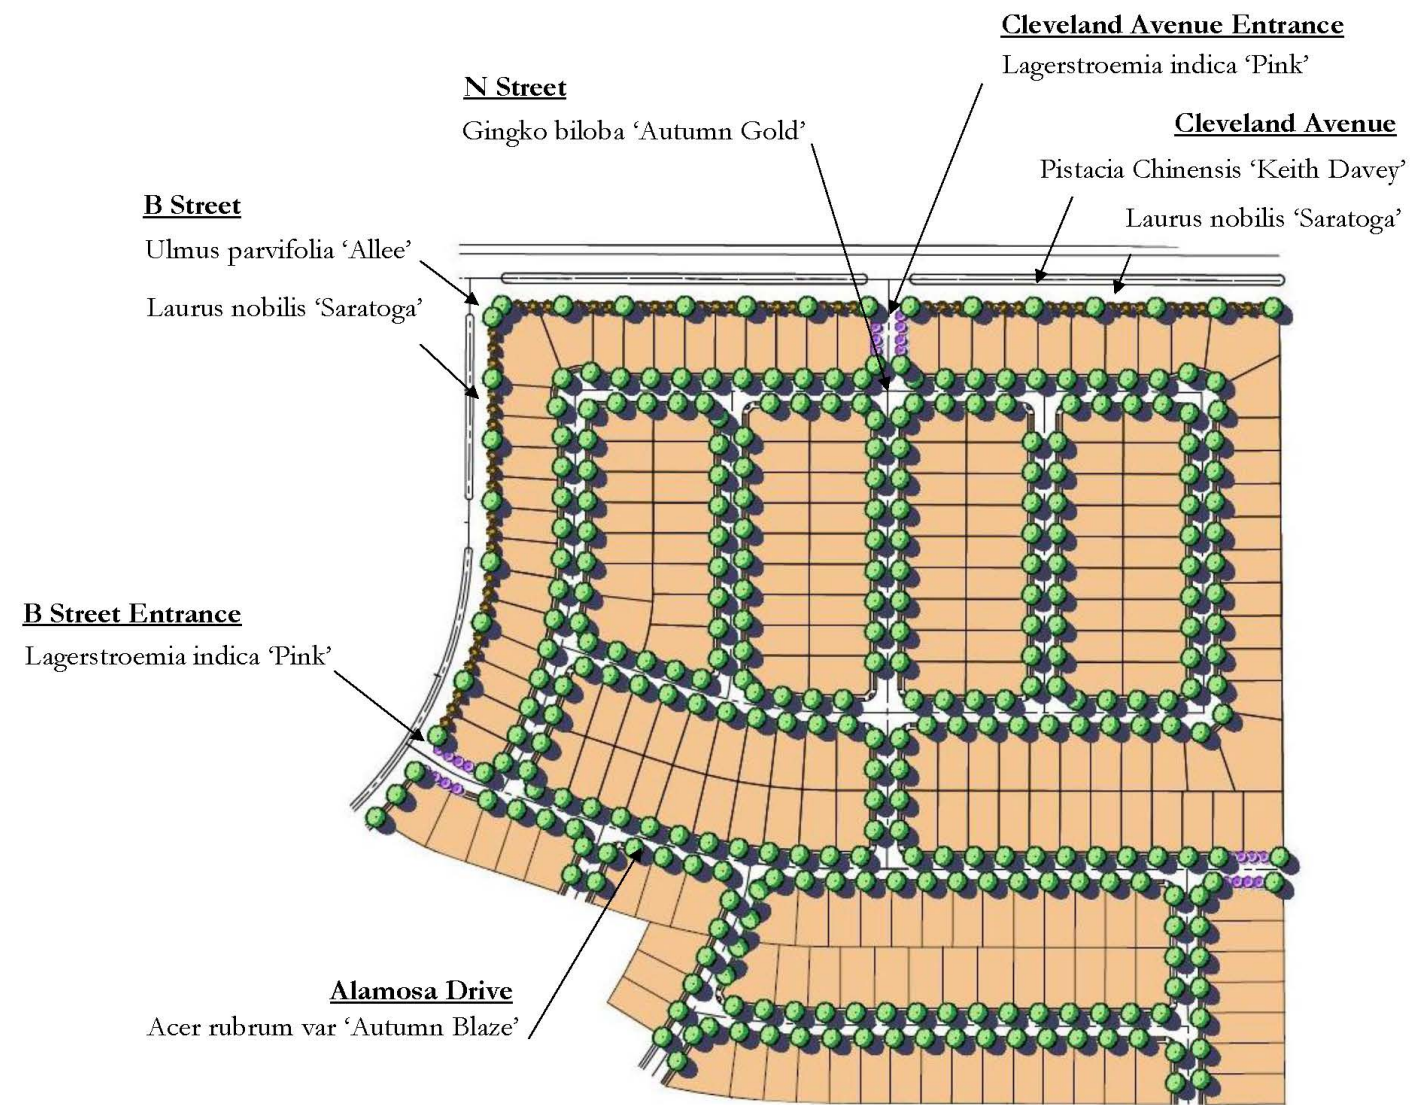 Cleveland Avenue Entrance
Lagerstroemia indica ‘Pink’
N Street
Gingko biloba ‘Autumn Gold’
Cleveland Avenue
Pistacia Chinensis ‘Keith Davey’
Laurus nobilis ‘Saratoga’
B Street
Ulmus parvifolia ‘Allee’
Laurus nobilis ‘Saratoga’
B Street Entrance
Lagerstroemia indica ‘Pink’
Alamosa Drive
Acer rubrum var ‘Autumn Blaze’